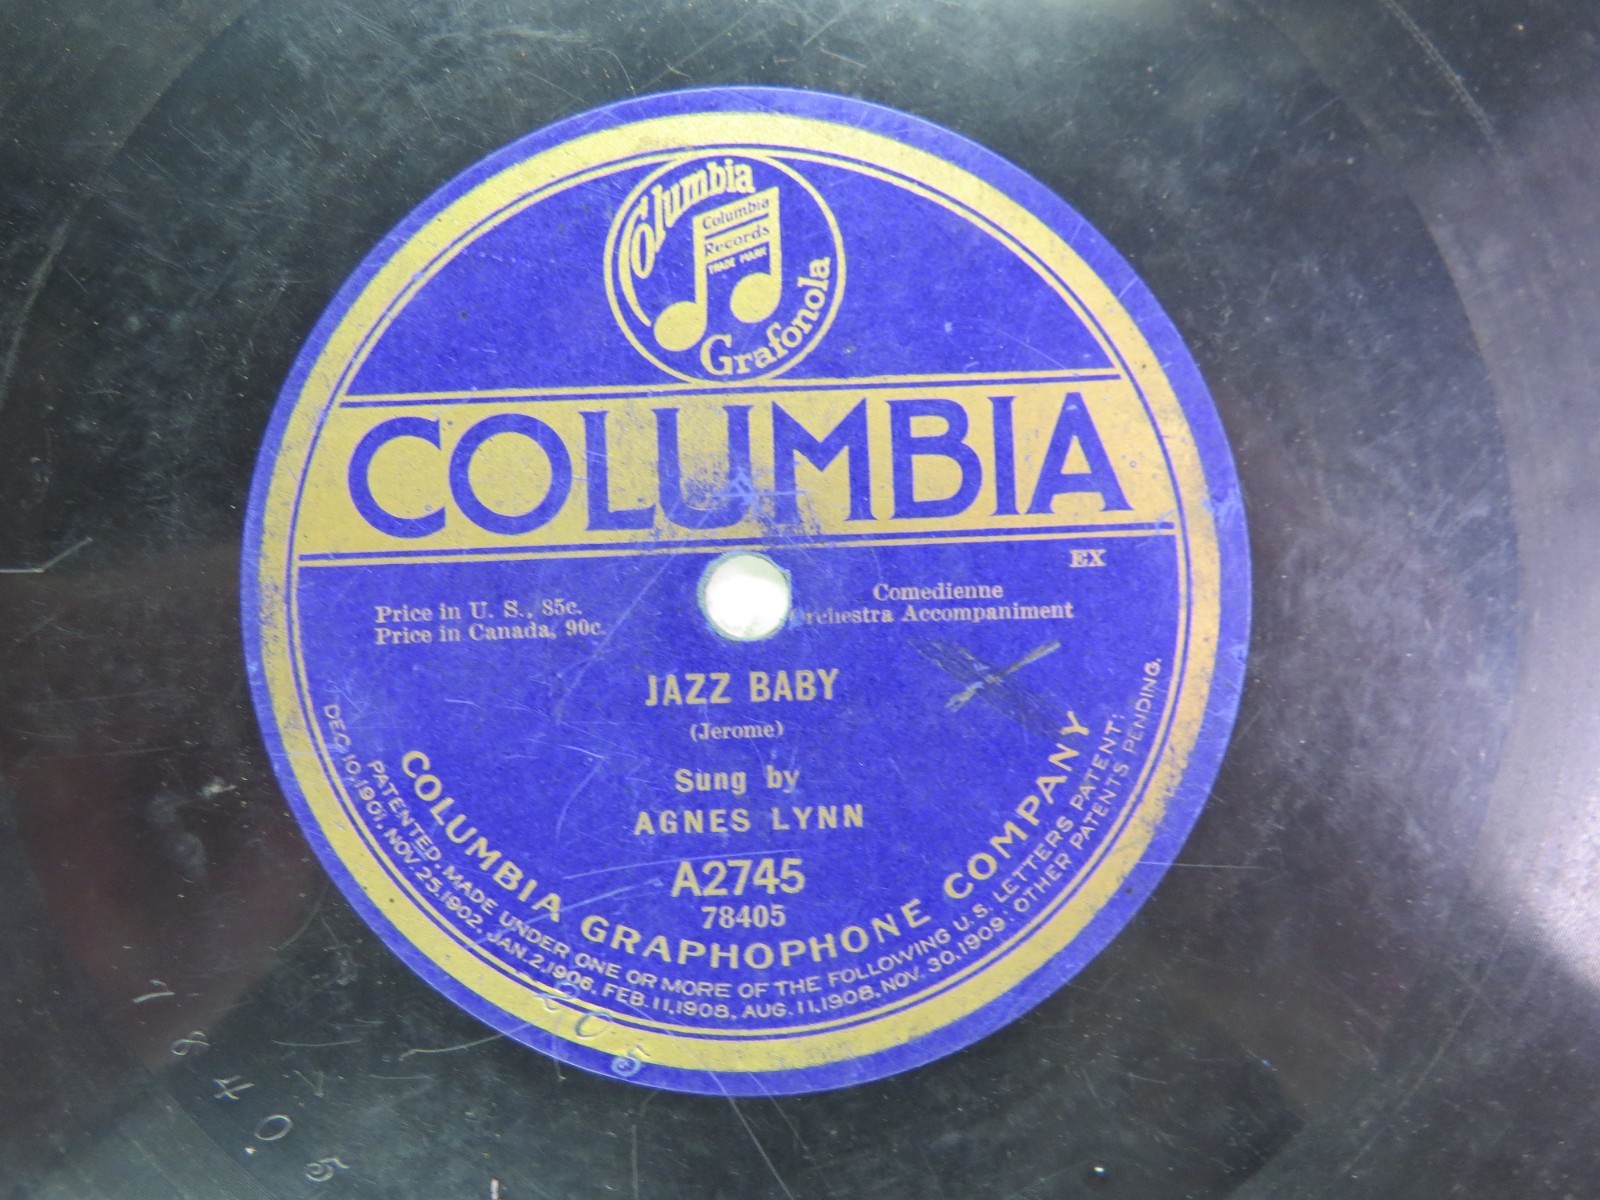 Columbia
Columbia
Records
TRADE MARK
Grafonola
COLUMBIA
EX
Price in U. S., 85c.
Price in Canada, 90c.
Comedienne
Orchestra Accompaniment
JAZZ BABY
(Jerome)
Sung by
AGNES LYNN
A2745
78405
COLUMBIA GRAPHOPHONE COMPANY
PATENTED. MADE UNDER ONE OR MORE OF THE FOLLOWING U.S. LETTERS PATENT:
DEC. 10, 1901, NOV. 25, 1902, JAN. 2, 1906, FEB. 11, 1908, AUG. 11, 1908, NOV. 30, 1909: OTHER PATENTS PENDING.
78405